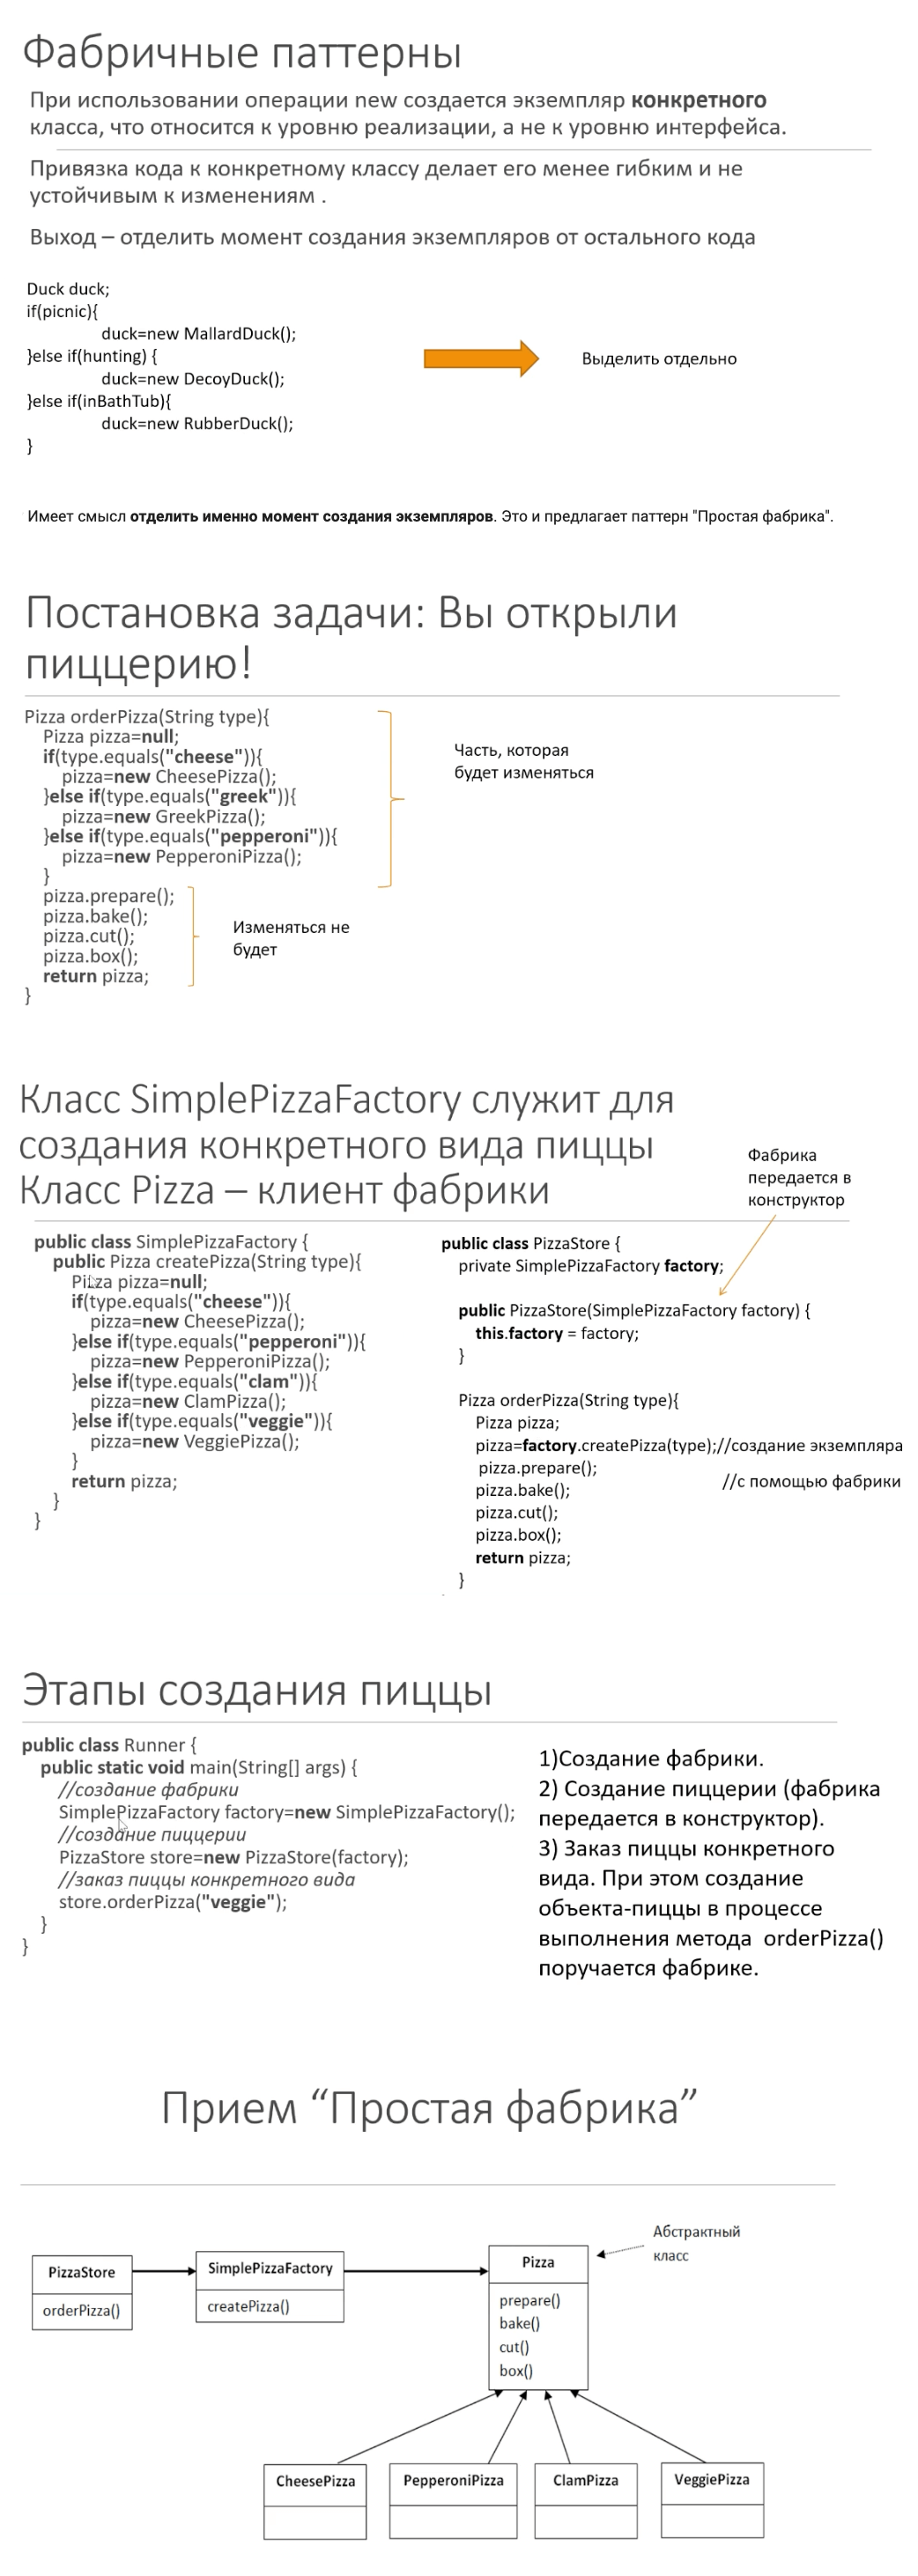 Фабричные паттерны
При использовании операции new создается экземпляр конкретного
класса, что относится к уровню реализации, а не к уровню интерфейса.
Привязка кода к конкретному классу делает его менее гибким и не
устойчивым к изменениям .
Выход – отделить момент создания экземпляров от остального кода
Duck duck;
if(picnic){
duck=new MallardDuck();
}else if(hunting) {
duck=new DecoyDuck();
}else if(inBathTub){
duck=new RubberDuck();
}
Выделить отдельно
Имеет смысл отделить именно момент создания экземпляров. Это и предлагает паттерн "Простая фабрика".
Постановка задачи: Вы открыли
пиццерию!
Pizza orderPizza(String type){
Pizza pizza=null;
if(type.equals("cheese")){
pizza=new CheesePizza();
}else if(type.equals("greek")){
pizza=new GreekPizza();
}else if(type.equals("pepperoni")){
pizza=new PepperoniPizza();
}
pizza.prepare();
pizza.bake();
pizza.cut();
pizza.box();
return pizza;
}
Часть, которая
будет изменяться
Изменяться не
будет
Класс SimplePizzaFactory служит для
создания конкретного вида пиццы
Класс Pizza – клиент фабрики
Фабрика
передается в
конструктор
public class SimplePizzaFactory {
public Pizza createPizza(String type){
Pizza pizza=null;
if(type.equals("cheese")){
pizza=new CheesePizza();
}else if(type.equals("pepperoni")){
pizza=new PepperoniPizza();
}else if(type.equals("clam")){
pizza=new ClamPizza();
}else if(type.equals("veggie")){
pizza=new VeggiePizza();
}
return pizza;
}
}
public class PizzaStore {
private SimplePizzaFactory factory;
public PizzaStore(SimplePizzaFactory factory) {
this.factory = factory;
}
Pizza orderPizza(String type){
Pizza pizza;
pizza=factory.createPizza(type);//создание экземпляра
pizza.prepare();
//с помощью фабрики
pizza.bake();
pizza.cut();
pizza.box();
return pizza;
}
Этапы создания пиццы
public class Runner {
public static void main(String[] args) {
//создание фабрики
SimplePizzaFactory factory=new SimplePizzaFactory();
//создание пиццерии
PizzaStore store=new PizzaStore(factory);
//заказ пиццы конкретного вида
store.orderPizza("veggie");
}
}
1)Создание фабрики.
2) Создание пиццерии (фабрика
передается в конструктор).
3) Заказ пиццы конкретного
вида. При этом создание
объекта-пиццы в процессе
выполнения метода orderPizza()
поручается фабрике.
Прием “Простая фабрика”
PizzaStore
orderPizza()
SimplePizzaFactory
createPizza()
Pizza
prepare()
bake()
cut()
box()
Абстрактный
класс
CheesePizza
PepperoniPizza
ClamPizza
VeggiePizza